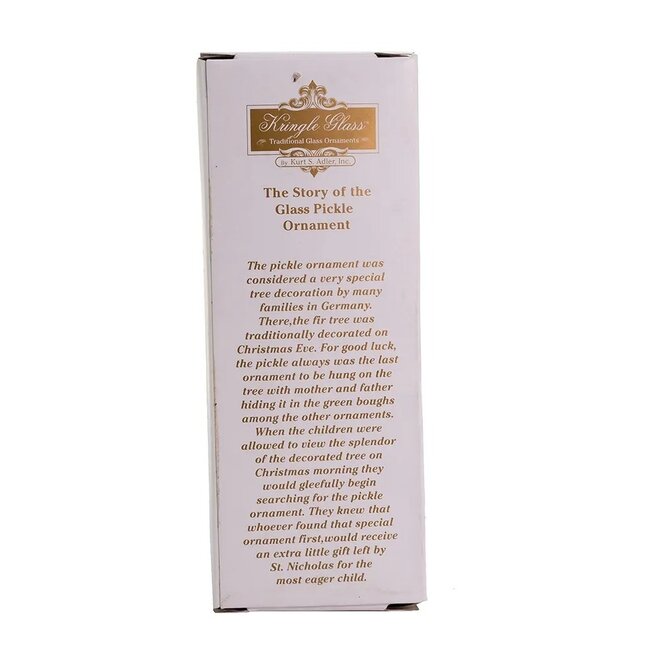 Kringle Glass
Traditional Glass Ornaments
By Kurt S. Adler, Inc.
The Story of the
Glass Pickle
Ornament
The pickle ornament was
considered a very special
tree decoration by many
families in Germany.
There,the fir tree was
traditionally decorated on
Christmas Eve. For good luck,
the pickle always was the last
ornament to be hung on the
tree with mother and father
hiding it in the green boughs
among the other ornaments.
When the children were
allowed to view the splendor
of the decorated tree on
Christmas morning they
would gleefully begin
searching for the pickle
ornament. They knew that
whoever found that special
ornament first,would receive
an extra little gift left by
St. Nicholas for the
most eager child.